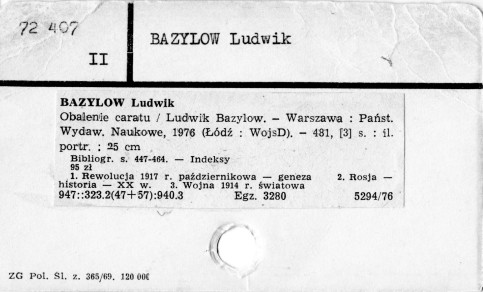 72 407
II
BAZYLOW Ludwik
BAZYLOW Ludwik
Obalenie caratu / Ludwik Bazylow. – Warszawa : Państ.
Wydaw. Naukowe, 1976 (Łódź : WojsD). – 481, [3] s. : il.
portr. ; 25 cm
Bibliogr. s. 447-464. — Indeksy
95 zł
1. Rewolucja 1917 r. październikowa — geneza 2. Rosja —
historia — XX w. 3. Wojna 1914 r. światowa
947::323.2(47+57):940.3 Egz. 3280 5294/76
ZG Pol. Śl. z. 365/69. 120 000